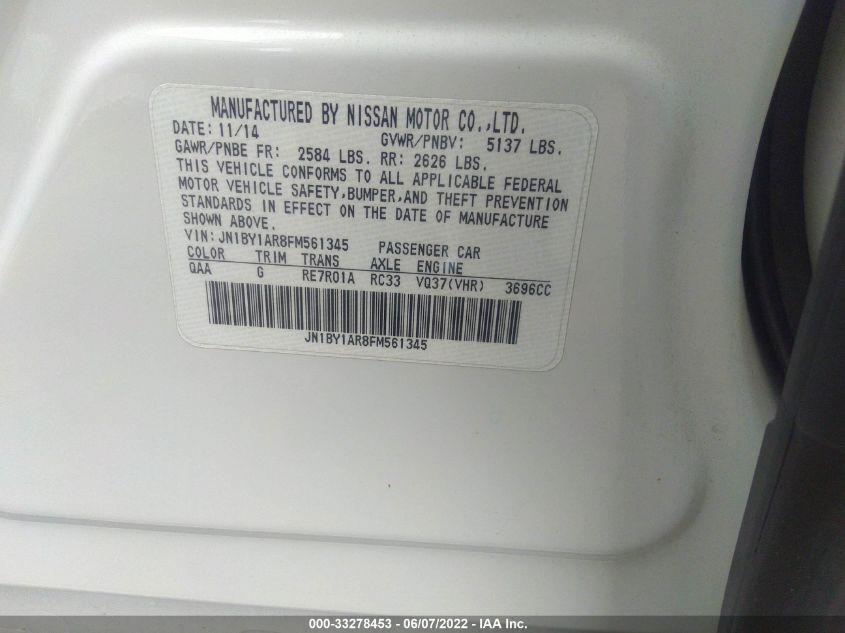 MANUFACTURED BY NISSAN MOTOR CO.,LTD.
DATE: 11/14 GVWR/PNBV: 5137 LBS.
GAWR/PNBE FR: 2584 LBS. RR: 2626 LBS.
THIS VEHICLE CONFORMS TO ALL APPLICABLE FEDERAL
MOTOR VEHICLE SAFETY,BUMPER,AND THEFT PREVENTION
STANDARDS IN EFFECT ON THE DATE OF MANUFACTURE
SHOWN ABOVE.
VIN:JN1BY1AR8FM561345 PASSENGER CAR
COLOR TRIM TRANS AXLE ENGINE
QAA G RE7R01A RC33 VQ37(VHR) 3696CC
JN1BY1AR8FM561345
000-33278453 - 06/07/2022 - IAA Inc.